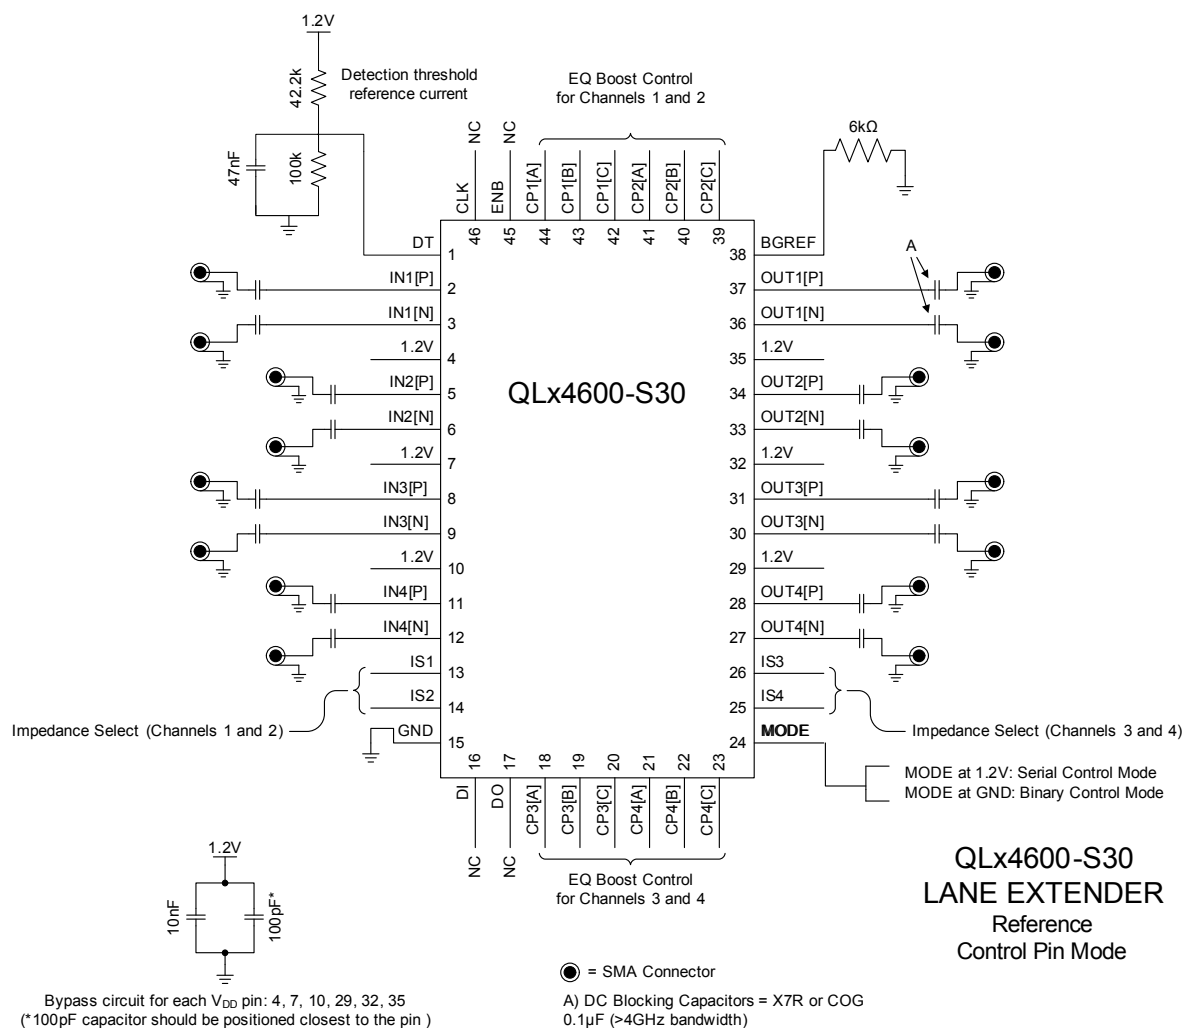 1.2V
42.2k
Detection threshold
reference current
47nF
100k
EQ Boost Control
for Channels 1 and 2
NC
NC
CLK
ENB
CP1[A]
CP1[B]
CP1[C]
CP2[A]
CP2[B]
CP2[C]
46
45
44
43
42
41
40
39
6kΩ
A
DT
1
IN1[P]
2
IN1[N]
3
1.2V
4
IN2[P]
5
IN2[N]
6
1.2V
7
IN3[P]
8
IN3[N]
9
1.2V
10
IN4[P]
11
IN4[N]
12
IS1
13
IS2
14
Impedance Select (Channels 1 and 2)
GND
15
QLx4600-S30
38
BGREF
37
OUT1[P]
36
OUT1[N]
35
1.2V
34
OUT2[P]
33
OUT2[N]
32
1.2V
31
OUT3[P]
30
OUT3[N]
29
1.2V
28
OUT4[P]
27
OUT4[N]
26
IS3
25
IS4
Impedance Select (Channels 3 and 4)
24
MODE
MODE at 1.2V: Serial Control Mode
MODE at GND: Binary Control Mode
16
17
18
19
20
21
22
23
DI
DO
CP3[A]
CP3[B]
CP3[C]
CP4[A]
CP4[B]
CP4[C]
NC
NC
EQ Boost Control
for Channels 3 and 4
1.2V
10nF
100pF*
Bypass circuit for each VDD pin: 4, 7, 10, 29, 32, 35
(*100pF capacitor should be positioned closest to the pin )
= SMA Connector
A) DC Blocking Capacitors = X7R or COG
0.1µF (>4GHz bandwidth)
QLx4600-S30
LANE EXTENDER
Reference
Control Pin Mode